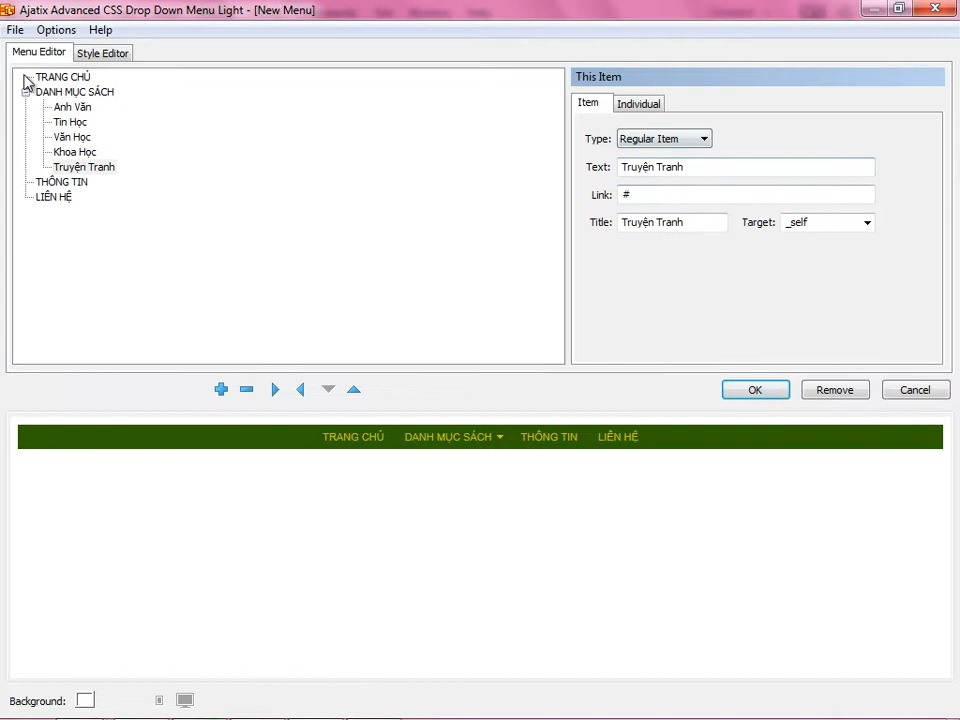 Ajatix Advanced CSS Drop Down Menu Light - [New Menu]
File Options Help
Menu Editor Style Editor
TRANG CHỦ
DANH MỤC SÁCH
Anh Văn
Tin Học
Văn Học
Khoa Học
Truyện Tranh
THÔNG TIN
LIÊN HỆ
This Item
Item Individual
Type: Regular Item
Text: Truyện Tranh
Link: #
Title: Truyện Tranh Target: _self
OK Remove Cancel
TRANG CHỦ DANH MỤC SÁCH THÔNG TIN LIÊN HỆ
Background: